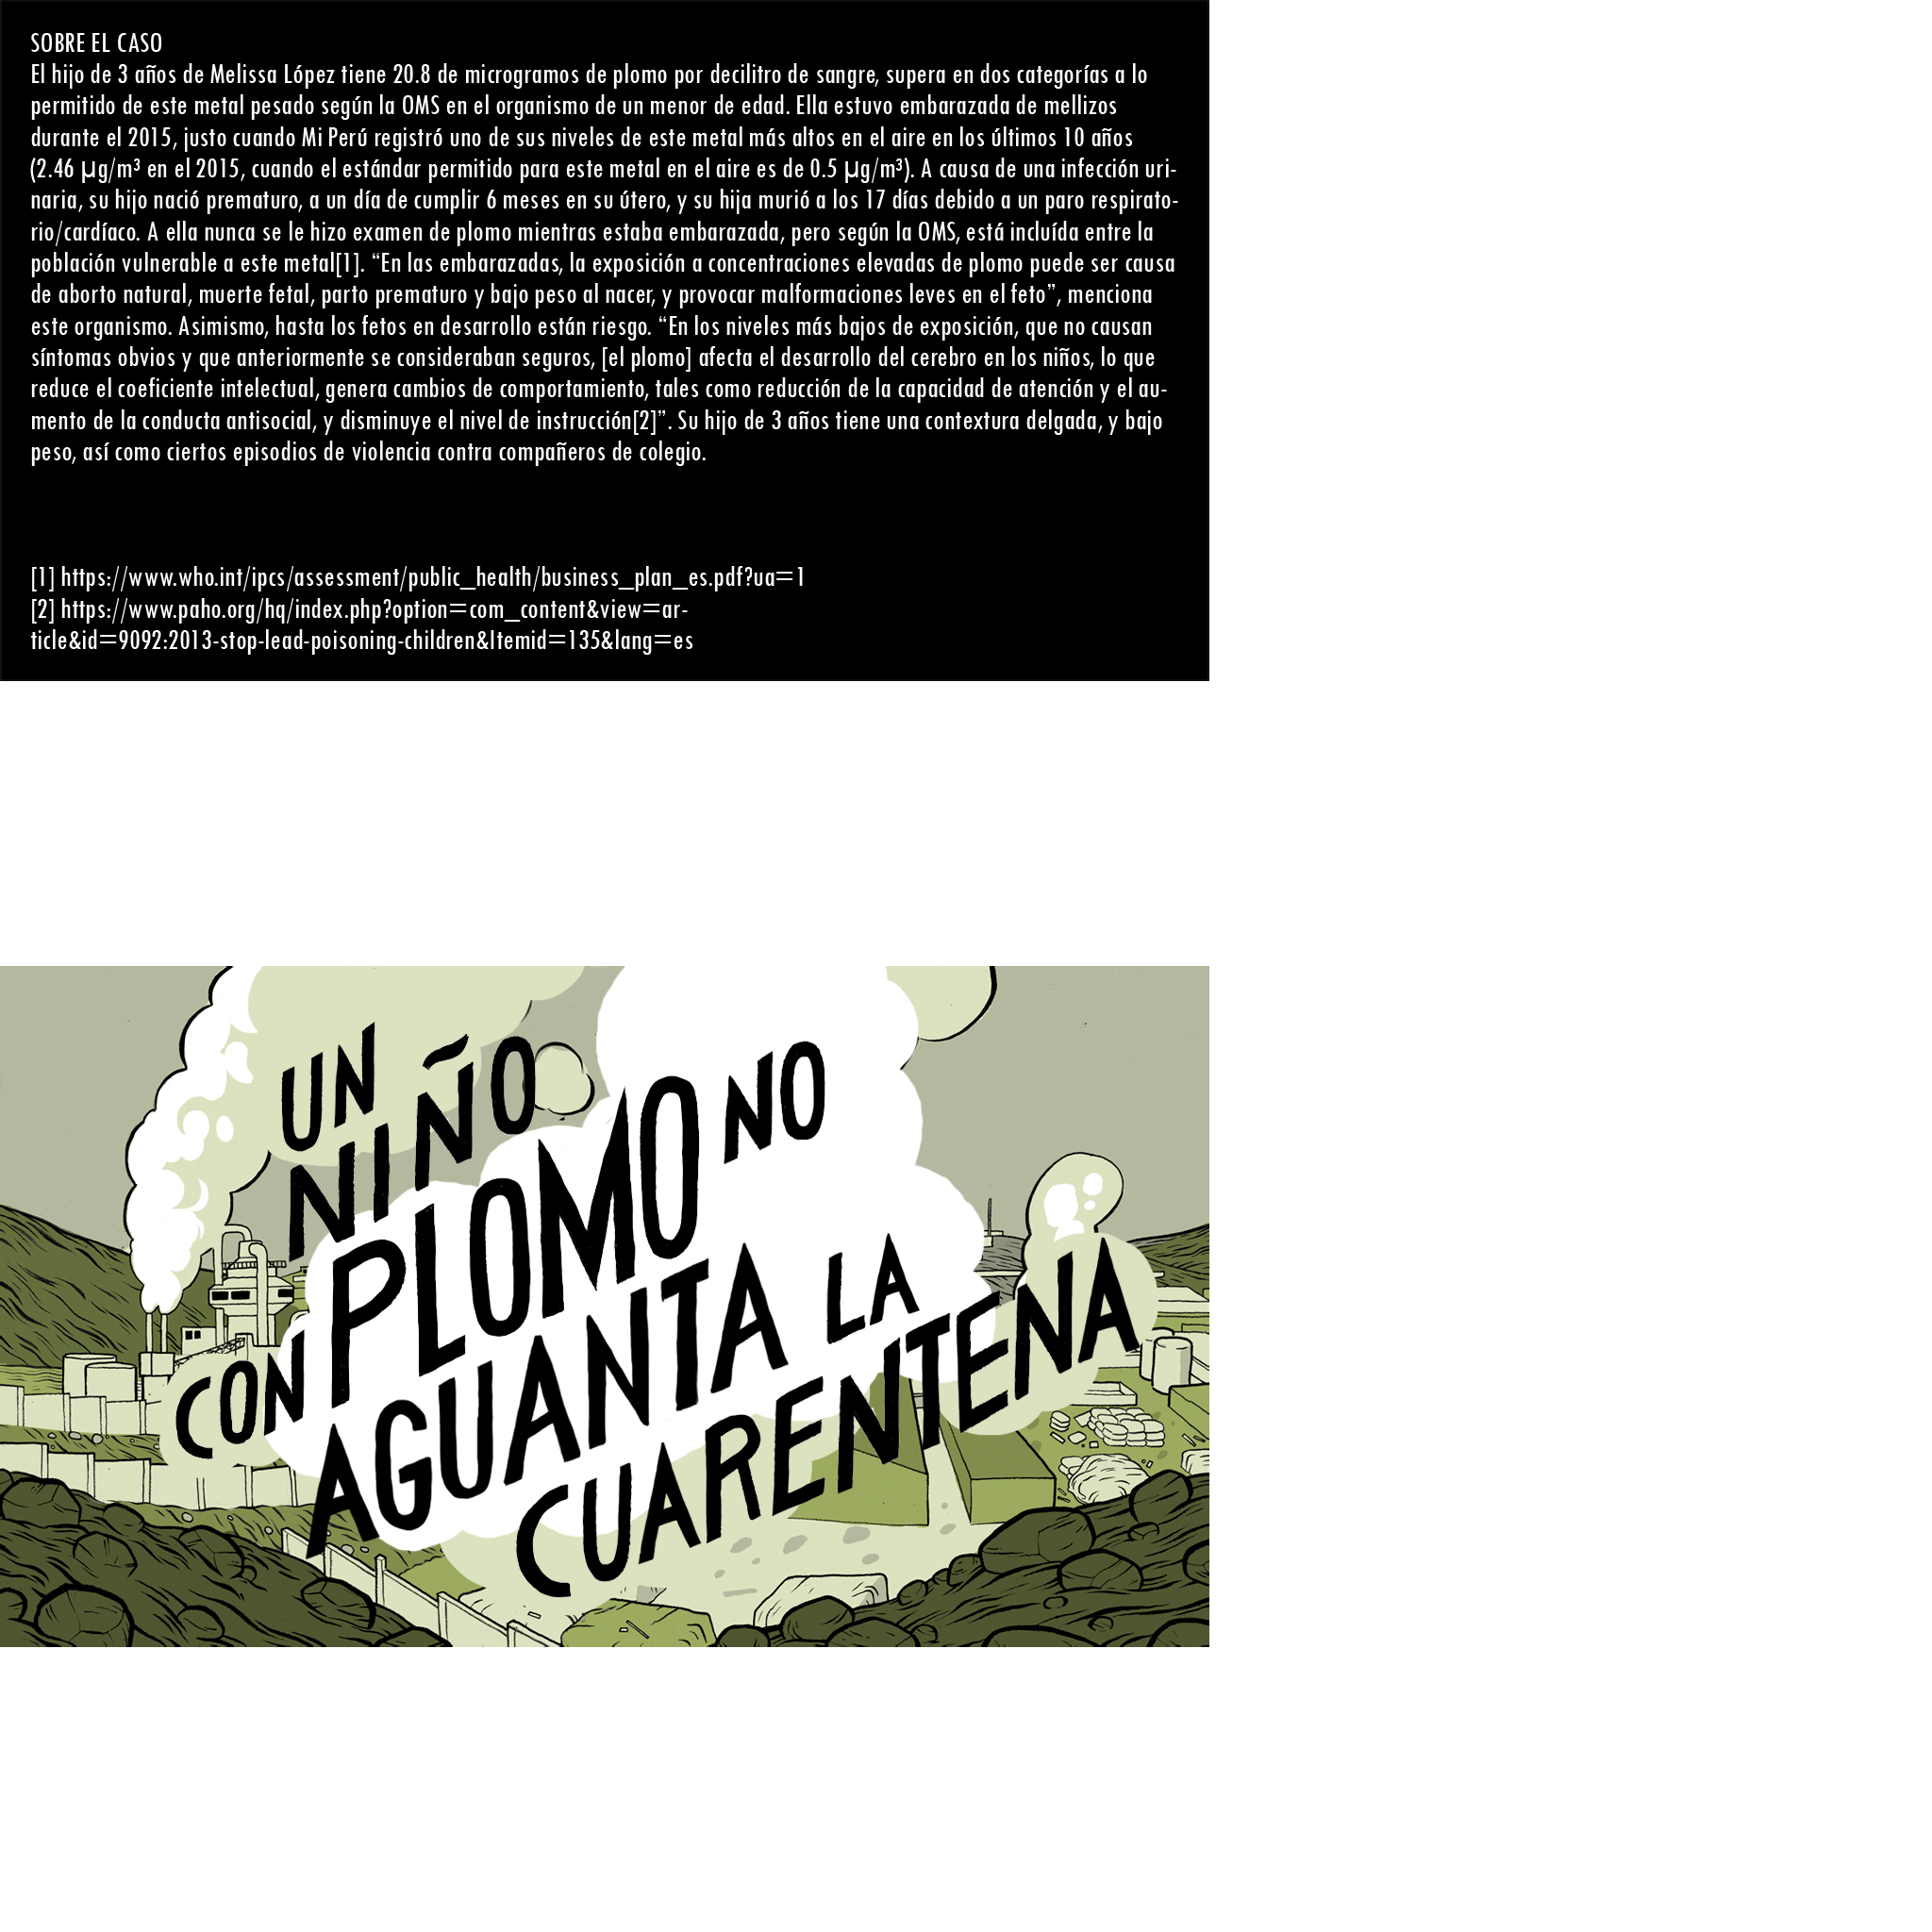 SOBRE EL CASO
El hijo de 3 años de Melissa López tiene 20.8 de microgramos de plomo por decilitro de sangre, supera en dos categorías a lo
permitido de este metal pesado según la OMS en el organismo de un menor de edad. Ella estuvo embarazada de mellizos
durante el 2015, justo cuando Mi Perú registró uno de sus niveles de este metal más altos en el aire en los últimos 10 años
(2.46 µg/m³ en el 2015, cuando el estándar permitido para este metal en el aire es de 0.5 µg/m³). A causa de una infección uri-
naria, su hijo nació prematuro, a un día de cumplir 6 meses en su útero, y su hija murió a los 17 días debido a un paro respirato-
rio/cardíaco. A ella nunca se le hizo examen de plomo mientras estaba embarazada, pero según la OMS, está incluída entre la
población vulnerable a este metal[1]. “En las embarazadas, la exposición a concentraciones elevadas de plomo puede ser causa
de aborto natural, muerte fetal, parto prematuro y bajo peso al nacer, y provocar malformaciones leves en el feto”, menciona
este organismo. Asimismo, hasta los fetos en desarrollo están riesgo. “En los niveles más bajos de exposición, que no causan
síntomas obvios y que anteriormente se consideraban seguros, [el plomo] afecta el desarrollo del cerebro en los niños, lo que
reduce el coeficiente intelectual, genera cambios de comportamiento, tales como reducción de la capacidad de atención y el au-
mento de la conducta antisocial, y disminuye el nivel de instrucción[2]”. Su hijo de 3 años tiene una contextura delgada, y bajo
peso, así como ciertos episodios de violencia contra compañeros de colegio.
[1] https://www.who.int/ipcs/assessment/public_health/business_plan_es.pdf?ua=1
[2] https://www.paho.org/hq/index.php?option=com_content&view=ar-
ticle&id=9092:2013-stop-lead-poisoning-children&Itemid=135&lang=es
UN
NIÑO
CON PLOMO NO
AGUANTA LA
CUARENTENA